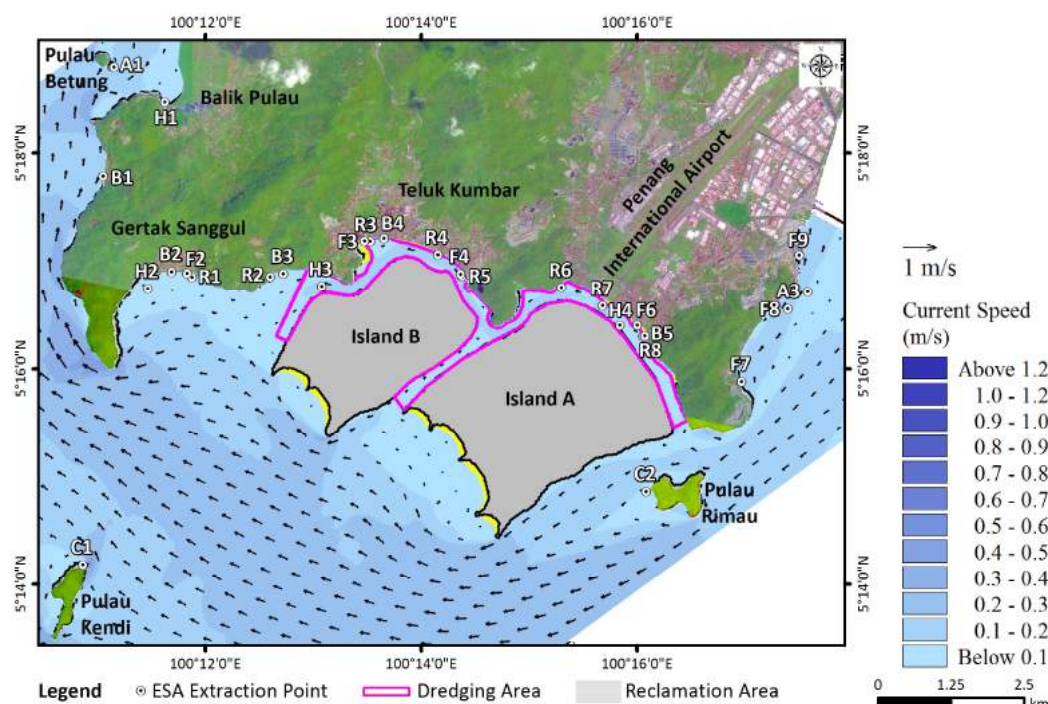 100°12'0"E 100°14'0"E 100°16'0"E
Pulau
Betung
A1
H1
Balik Pulau
5°18'0"N 5°18'0"N
B1
Teluk Kumbar
Penang
International Airport
Gertak Sanggul
F3 R3 B4 R4
F4
R5
F9
H2 B2 F2 R1 R2 B3 H3
R6
R7
H4 F6
B5
R8
A3
F8
F7
1 m/s
Island B
Island A
5°16'0"N 5°16'0"N
C2
Pulau
Rimau
C1
Pulau
Kendi
5°14'0"N 5°14'0"N
100°12'0"E 100°14'0"E 100°16'0"E
Current Speed
(m/s)
Above 1.2
1.0 - 1.2
0.9 - 1.0
0.8 - 0.9
0.7 - 0.8
0.6 - 0.7
0.5 - 0.6
0.4 - 0.5
0.3 - 0.4
0.2 - 0.3
0.1 - 0.2
Below 0.1
Legend ESA Extraction Point Dredging Area Reclamation Area
0 1.25 2.5
km